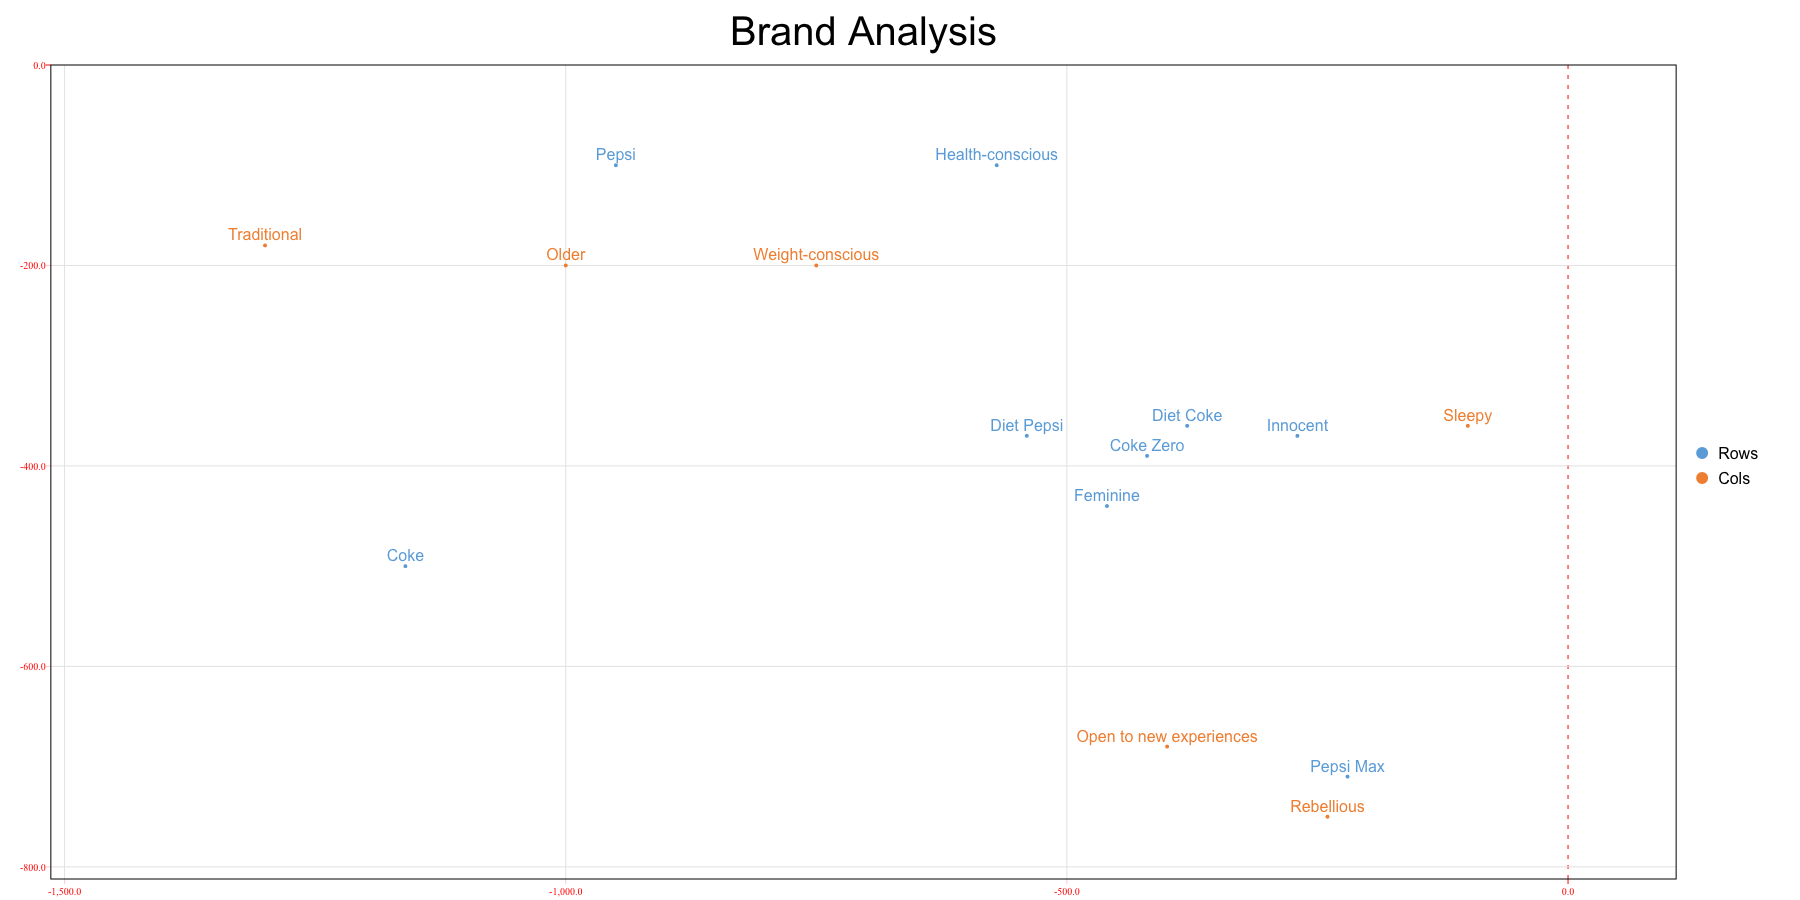 Brand Analysis
0.0
Pepsi
Health-conscious
Traditional
Older
Weight-conscious
-200.0
Diet Pepsi
Diet Coke
Innocent
Sleepy
Coke Zero
Rows
-400.0
Cols
Feminine
Coke
-600.0
Open to new experiences
Pepsi Max
Rebellious
-800.0
-1,500.0
-1,000.0
-500.0
0.0